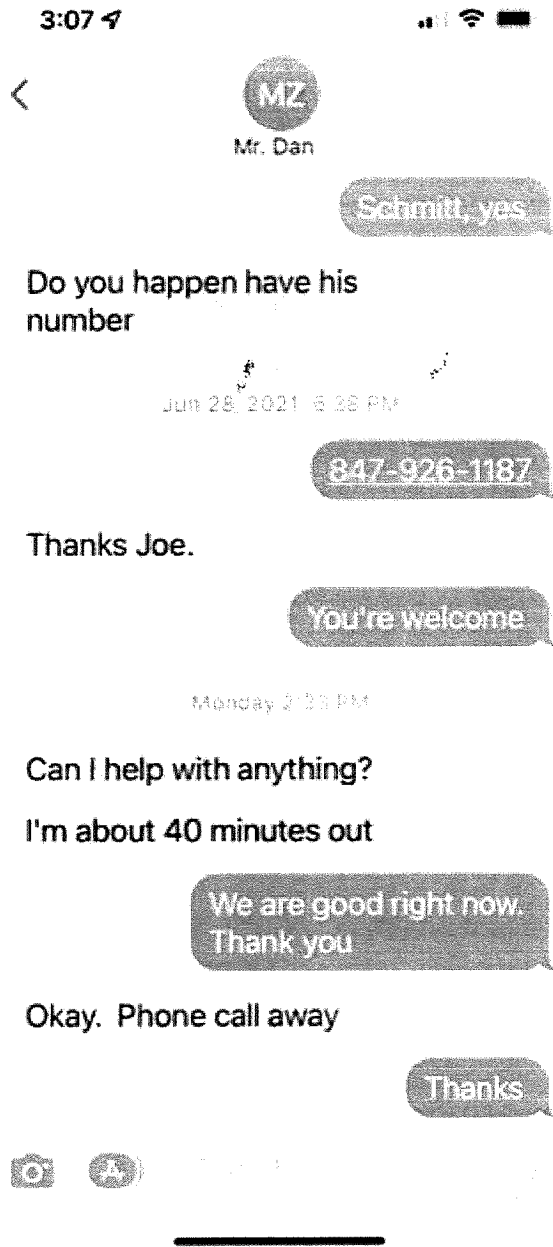 3:07
MZ
Mr. Dan
Schmitt, yes
Do you happen have his
number
Jun 28, 2021 6:38 PM
847-926-1187
Thanks Joe.
You're welcome
Monday 2:23 PM
Can I help with anything?
I'm about 40 minutes out
We are good right now.
Thank you
Okay.  Phone call away
Thanks